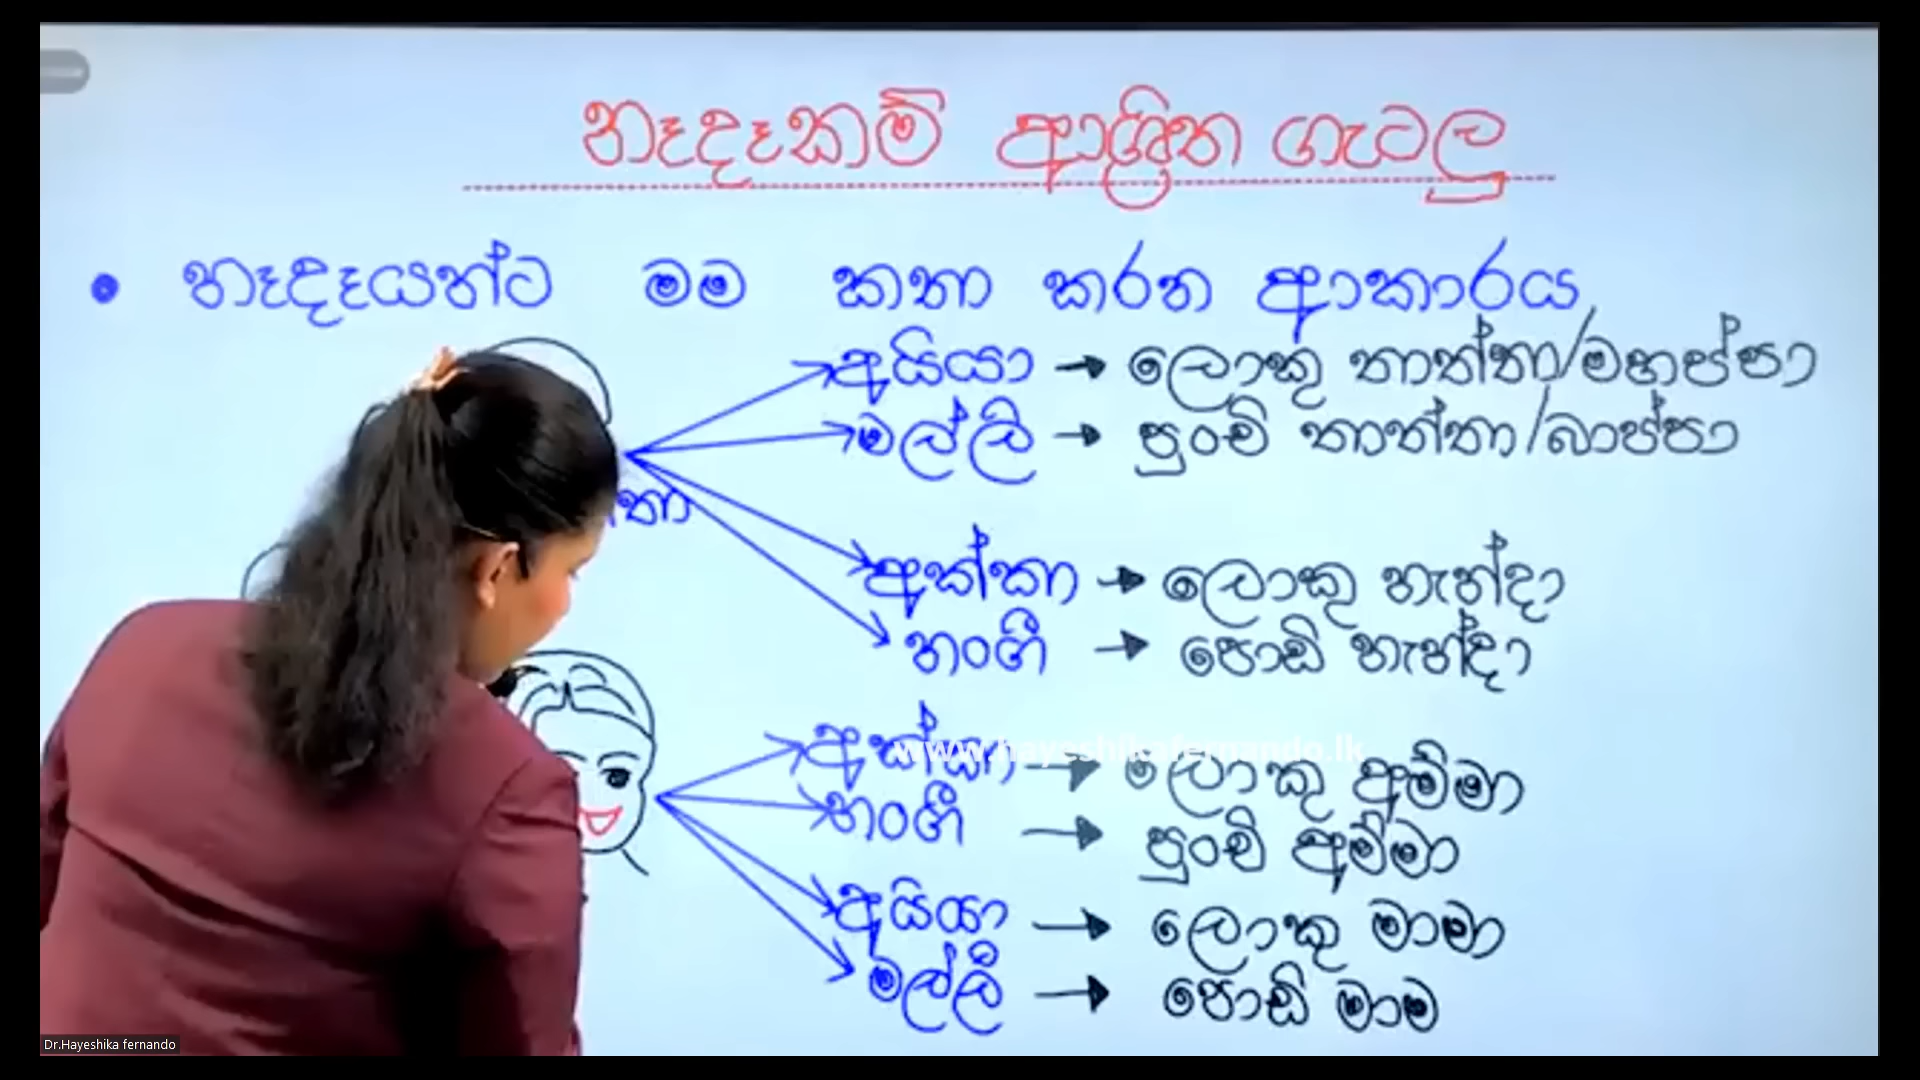 නෑදෑකම් ආශ්‍රිත ගැටලු
• නෑදෑයන්ට මම කතා කරන ආකාරය
අයියා → ලොකු තාත්තා/මහප්පා
මල්ලි → පුංචි තාත්තා/බාප්පා
අක්කා → ලොකු නැන්දා
නංගී → පොඩි නැන්දා
අක්කා → ලොකු අම්මා
www.hayeshikafernando.lk
නංගී → පුංචි අම්මා
අයියා → ලොකු මාමා
මල්ලී → පොඩි මාම
Dr.Hayeshika fernando